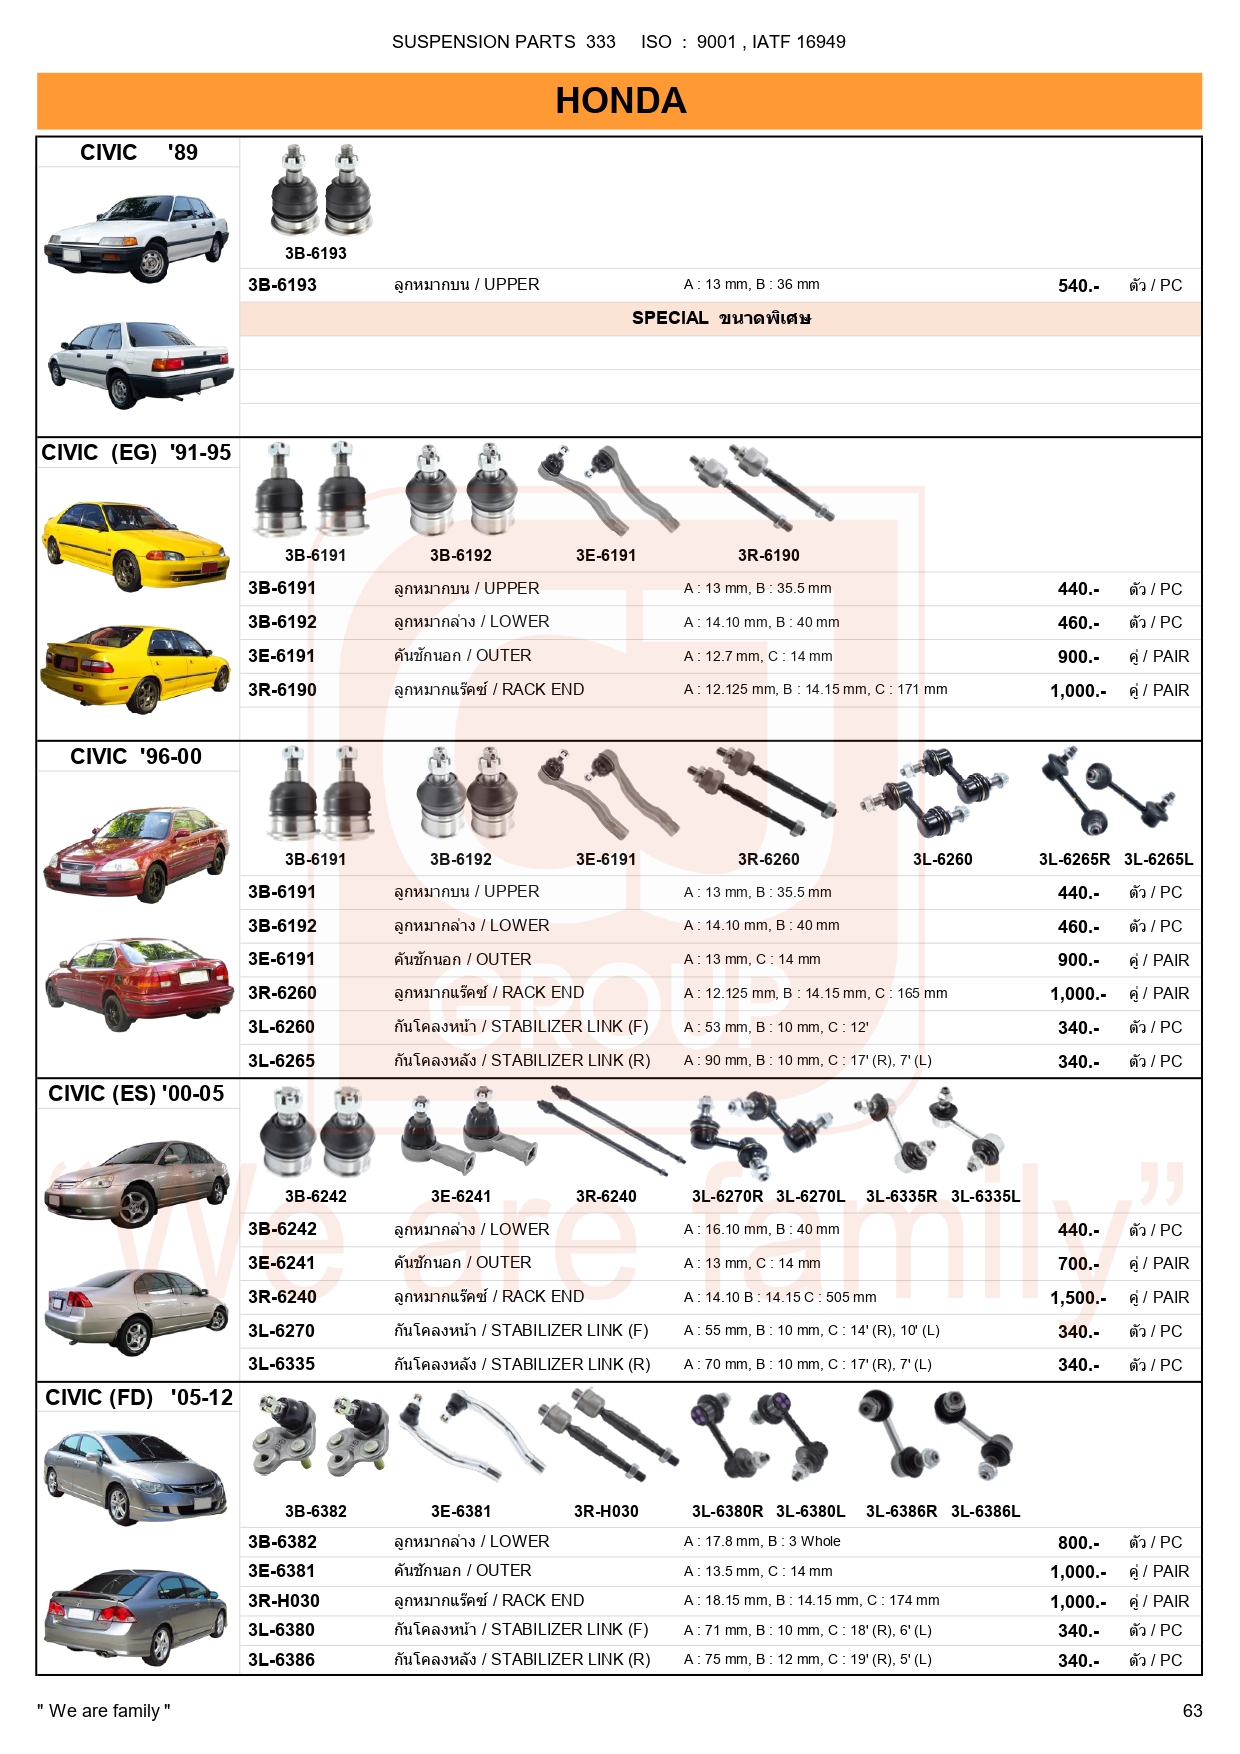 SUSPENSION PARTS 333 ISO : 9001 , IATF 16949
HONDA
CIVIC '89
3B-6193
3B-6193 ลูกหมากบน / UPPER A : 13 mm, B : 36 mm 540.- ตัว / PC
SPECIAL ขนาดพิเศษ
CIVIC (EG) '91-95
3B-6191 3B-6192 3E-6191 3R-6190
3B-6191 ลูกหมากบน / UPPER A : 13 mm, B : 35.5 mm 440.- ตัว / PC
3B-6192 ลูกหมากล่าง / LOWER A : 14.10 mm, B : 40 mm 460.- ตัว / PC
3E-6191 คันชักนอก / OUTER A : 12.7 mm, C : 14 mm 900.- คู่ / PAIR
3R-6190 ลูกหมากแร๊คซ์ / RACK END A : 12.125 mm, B : 14.15 mm, C : 171 mm 1,000.- คู่ / PAIR
CIVIC '96-00
3B-6191 3B-6192 3E-6191 3R-6260 3L-6260 3L-6265R 3L-6265L
3B-6191 ลูกหมากบน / UPPER A : 13 mm, B : 35.5 mm 440.- ตัว / PC
3B-6192 ลูกหมากล่าง / LOWER A : 14.10 mm, B : 40 mm 460.- ตัว / PC
3E-6191 คันชักนอก / OUTER A : 13 mm, C : 14 mm 900.- คู่ / PAIR
3R-6260 ลูกหมากแร๊คซ์ / RACK END A : 12.125 mm, B : 14.15 mm, C : 165 mm 1,000.- คู่ / PAIR
3L-6260 กันโคลงหน้า / STABILIZER LINK (F) A : 53 mm, B : 10 mm, C : 12' 340.- ตัว / PC
3L-6265 กันโคลงหลัง / STABILIZER LINK (R) A : 90 mm, B : 10 mm, C : 17' (R), 7' (L) 340.- ตัว / PC
CJ
GROUP
"We are family"
CIVIC (ES) '00-05
3B-6242 3E-6241 3R-6240 3L-6270R 3L-6270L 3L-6335R 3L-6335L
3B-6242 ลูกหมากล่าง / LOWER A : 16.10 mm, B : 40 mm 440.- ตัว / PC
3E-6241 คันชักนอก / OUTER A : 13 mm, C : 14 mm 700.- คู่ / PAIR
3R-6240 ลูกหมากแร๊คซ์ / RACK END A : 14.10 B : 14.15 C : 505 mm 1,500.- คู่ / PAIR
3L-6270 กันโคลงหน้า / STABILIZER LINK (F) A : 55 mm, B : 10 mm, C : 14' (R), 10' (L) 340.- ตัว / PC
3L-6335 กันโคลงหลัง / STABILIZER LINK (R) A : 70 mm, B : 10 mm, C : 17' (R), 7' (L) 340.- ตัว / PC
CIVIC (FD) '05-12
3B-6382 3E-6381 3R-H030 3L-6380R 3L-6380L 3L-6386R 3L-6386L
3B-6382 ลูกหมากล่าง / LOWER A : 17.8 mm, B : 3 Whole 800.- ตัว / PC
3E-6381 คันชักนอก / OUTER A : 13.5 mm, C : 14 mm 1,000.- คู่ / PAIR
3R-H030 ลูกหมากแร๊คซ์ / RACK END A : 18.15 mm, B : 14.15 mm, C : 174 mm 1,000.- คู่ / PAIR
3L-6380 กันโคลงหน้า / STABILIZER LINK (F) A : 71 mm, B : 10 mm, C : 18' (R), 6' (L) 340.- ตัว / PC
3L-6386 กันโคลงหลัง / STABILIZER LINK (R) A : 75 mm, B : 12 mm, C : 19' (R), 5' (L) 340.- ตัว / PC
" We are family " 63